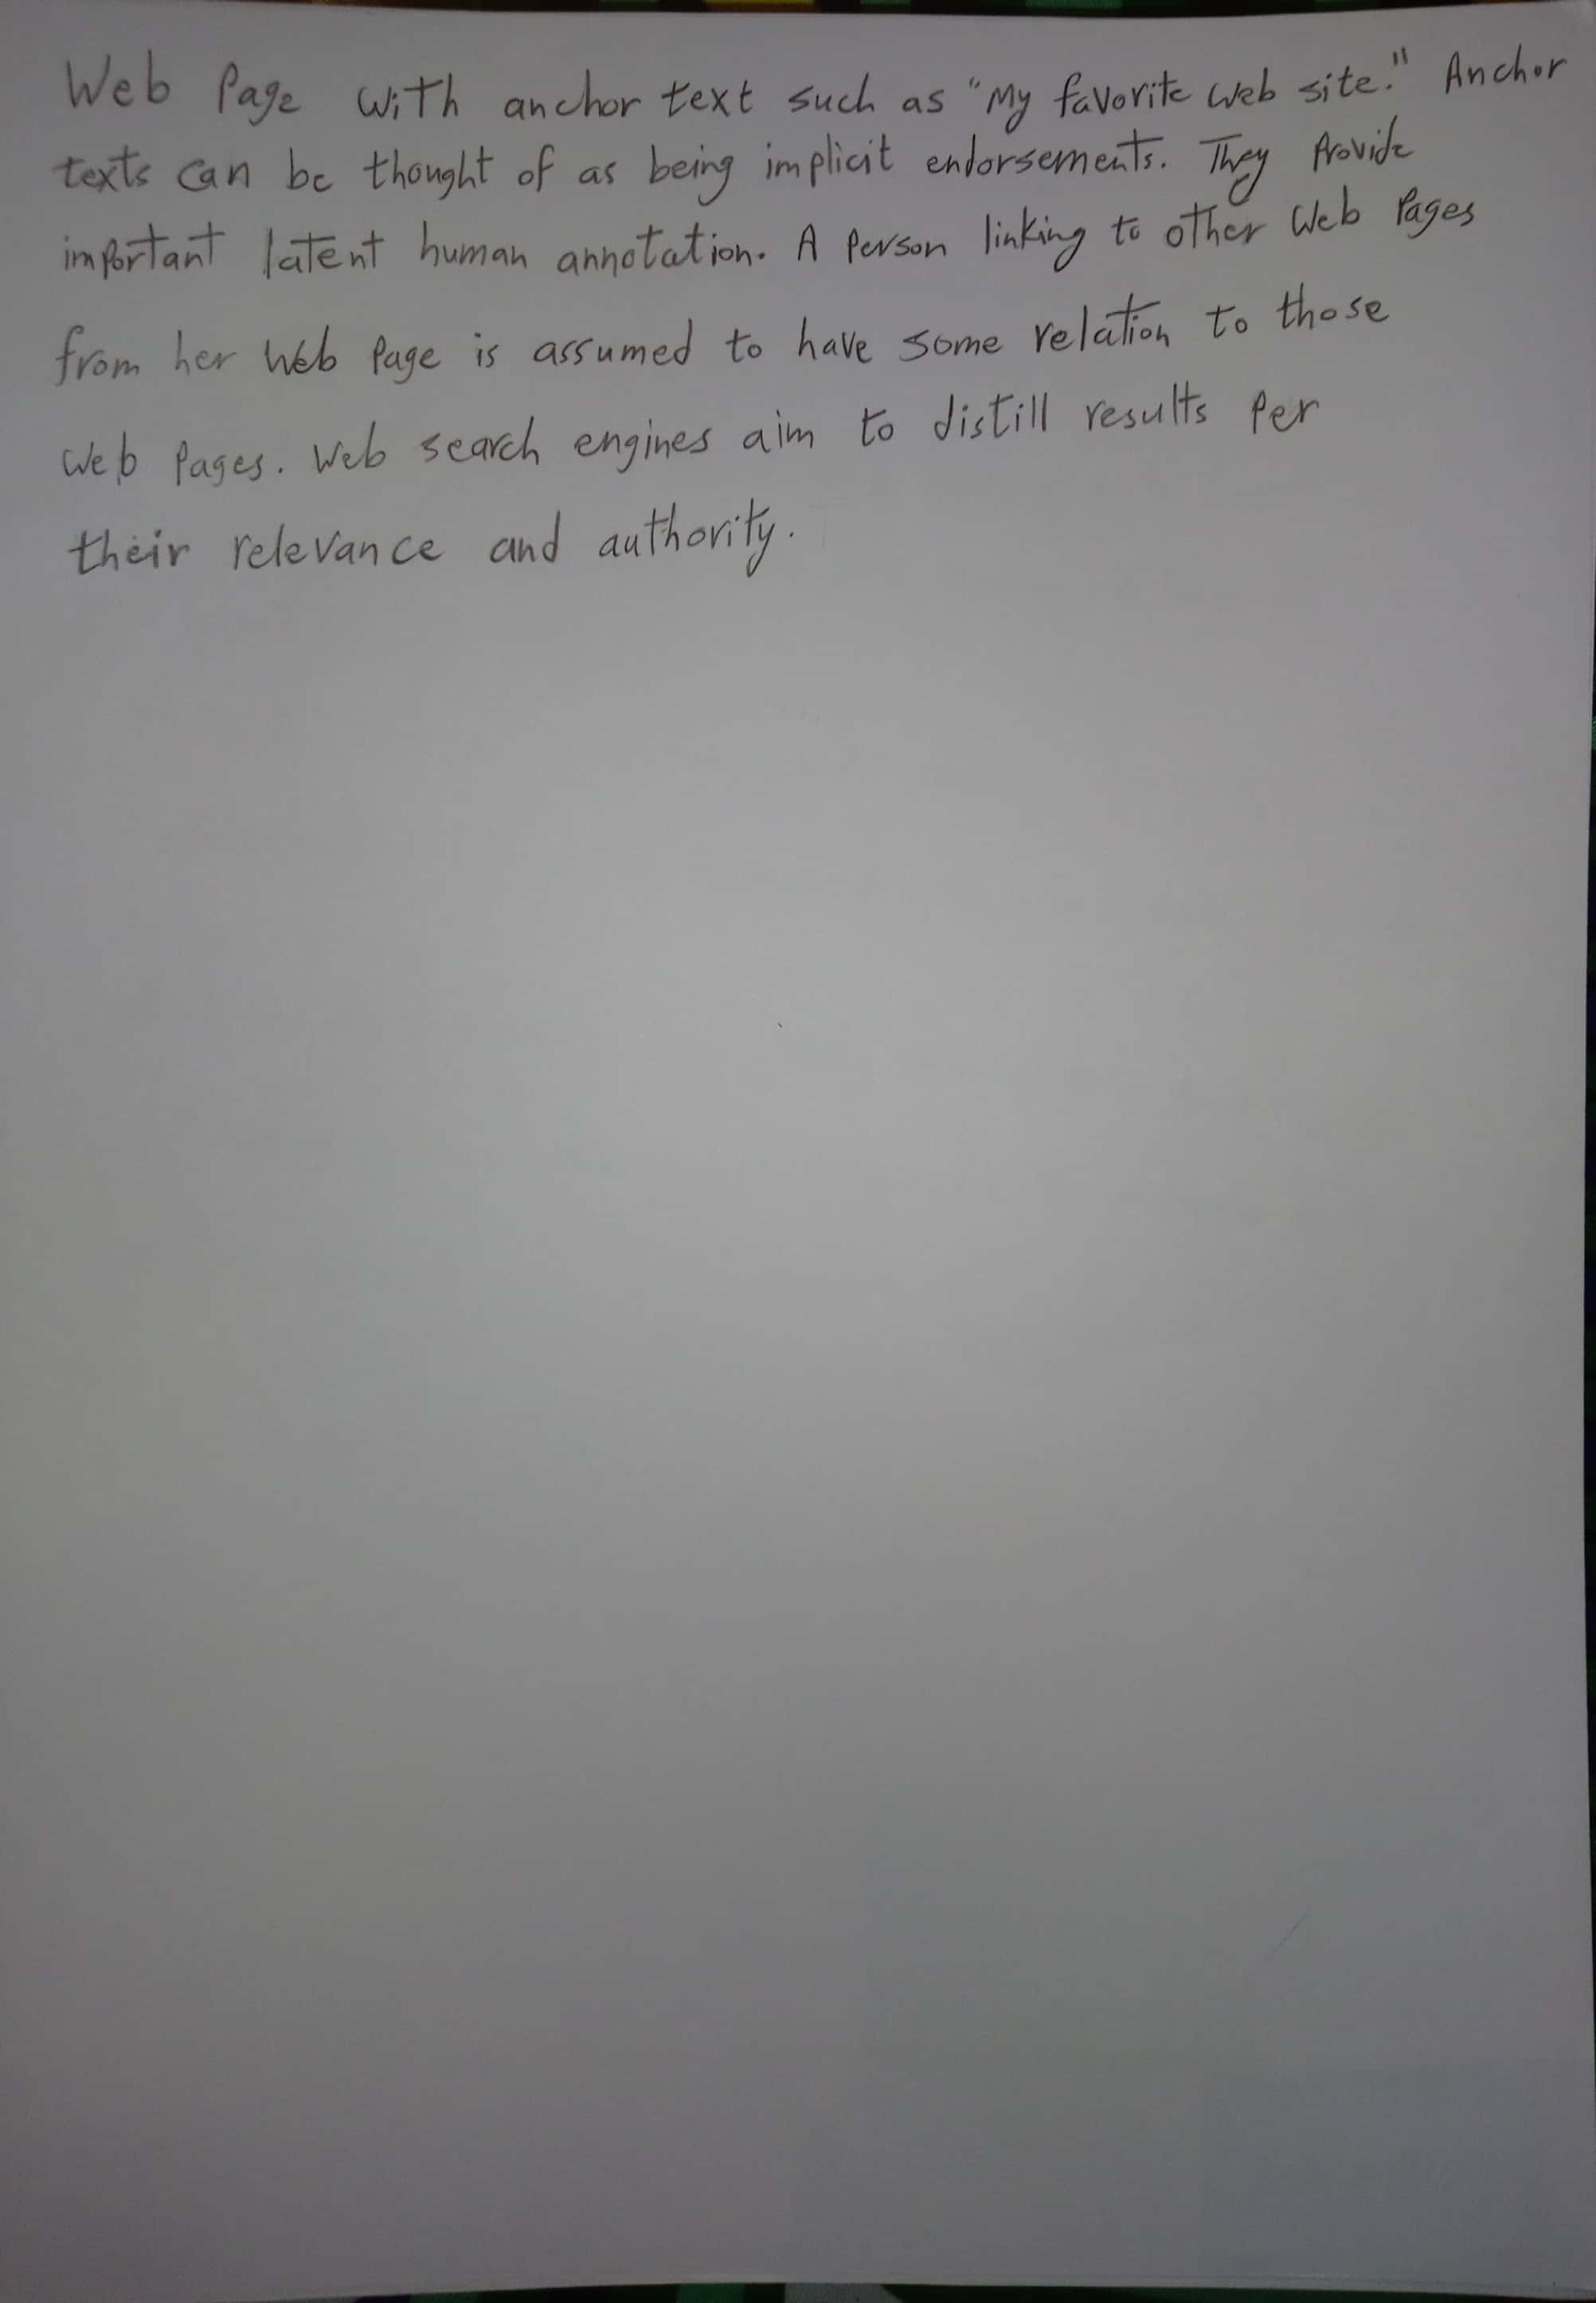 Web Page with anchor text such as "My favorite web site." Anchor
texts can be thought of as being implicit endorsements. They Provide
important latent human annotation. A Person linking to other Web Pages
from her Web Page is assumed to have some relation to those
Web Pages. Web search engines aim to distill results Per
their relevance and authority.